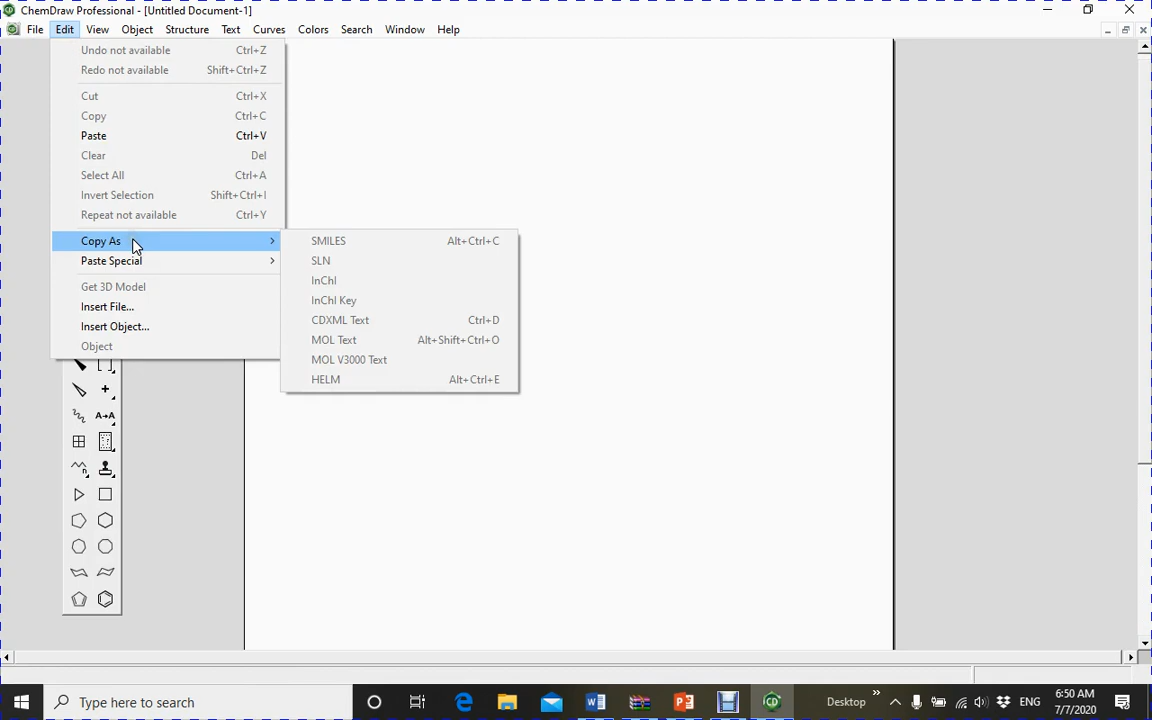 ChemDraw Professional - [Untitled Document-1]
File Edit View Object Structure Text Curves Colors Search Window Help
Undo not available Ctrl+Z
Redo not available Shift+Ctrl+Z
Cut Ctrl+X
Copy Ctrl+C
Paste Ctrl+V
Clear Del
Select All Ctrl+A
Invert Selection Shift+Ctrl+I
Repeat not available Ctrl+Y
Copy As
Paste Special
Get 3D Model
Insert File...
Insert Object...
Object
SMILES Alt+Ctrl+C
SLN
InChI
InChI Key
CDXML Text Ctrl+D
MOL Text Alt+Shift+Ctrl+O
MOL V3000 Text
HELM Alt+Ctrl+E
A→A
Type here to search
Desktop
ENG
6:50 AM
7/7/2020